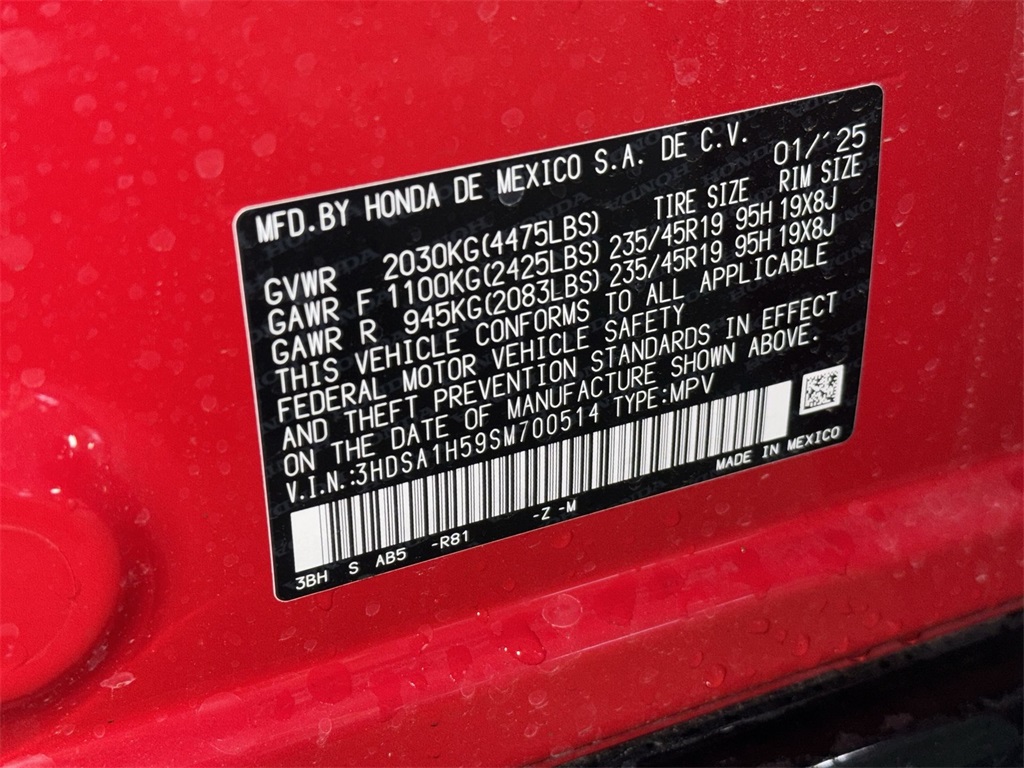 MFD.BY HONDA DE MEXICO S.A. DE C.V. 01/'25
TIRE SIZE RIM SIZE
GVWR 2030KG(4475LBS)
GAWR F 1100KG(2425LBS) 235/45R19 95H 19X8J
GAWR R 945KG(2083LBS) 235/45R19 95H 19X8J
THIS VEHICLE CONFORMS TO ALL APPLICABLE
FEDERAL MOTOR VEHICLE SAFETY
AND THEFT PREVENTION STANDARDS IN EFFECT
ON THE DATE OF MANUFACTURE SHOWN ABOVE.
V.I.N.:3HDSA1H59SM700514 TYPE:MPV
MADE IN MEXICO
3BH S AB5 -R81 -Z -M